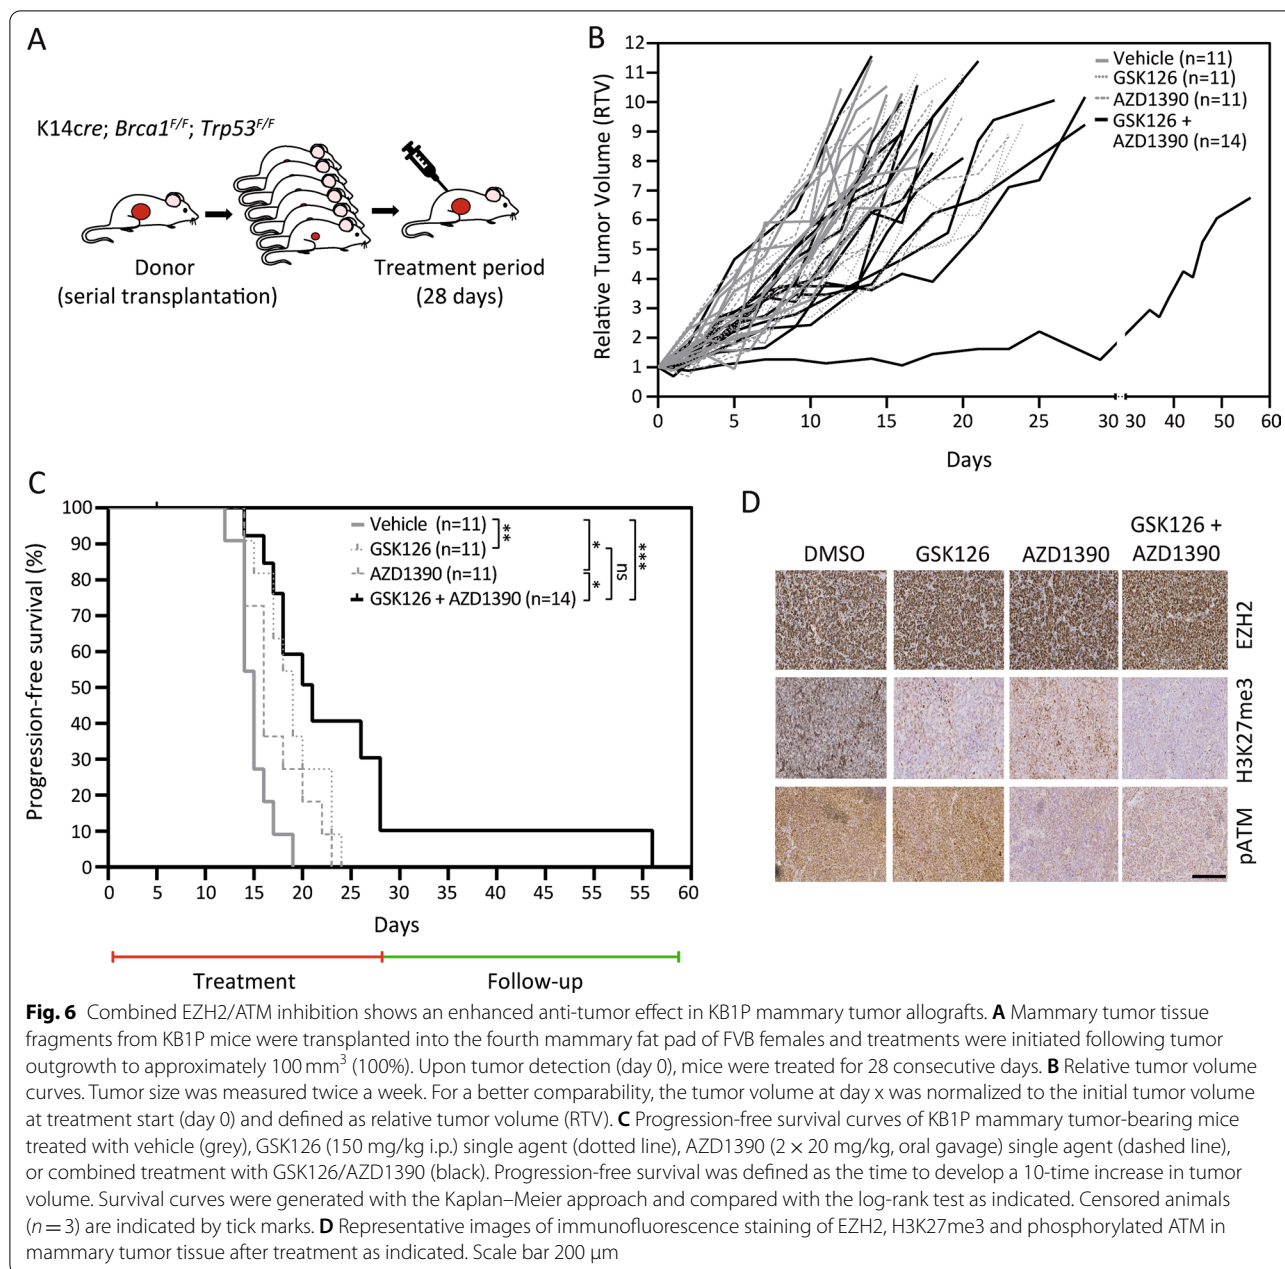 A
K14cre; Brca1F/F; Trp53F/F
Donor
(serial transplantation)
Treatment period
(28 days)
B
Relative Tumor Volume (RTV)
12
11
10
9
8
7
6
5
4
3
2
1
0
0 5 10 15 20 25 30 30 40 50 60
Days
Vehicle (n=11)
GSK126 (n=11)
AZD1390 (n=11)
GSK126 +
AZD1390 (n=14)
C
Progression-free survival (%)
100
90
80
70
60
50
40
30
20
10
0
0 5 10 15 20 25 30 35 40 45 50 55 55 60
Days
Vehicle (n=11)
GSK126 (n=11)
AZD1390 (n=11)
GSK126 + AZD1390 (n=14)
**
*
*
ns
***
Treatment
Follow-up
D
DMSO
GSK126
AZD1390
GSK126 +
AZD1390
EZH2
H3K27me3
pATM
Fig. 6 Combined EZH2/ATM inhibition shows an enhanced anti-tumor effect in KB1P mammary tumor allografts. A Mammary tumor tissue
fragments from KB1P mice were transplanted into the fourth mammary fat pad of FVB females and treatments were initiated following tumor
outgrowth to approximately 100 mm³ (100%). Upon tumor detection (day 0), mice were treated for 28 consecutive days. B Relative tumor volume
curves. Tumor size was measured twice a week. For a better comparability, the tumor volume at day x was normalized to the initial tumor volume
at treatment start (day 0) and defined as relative tumor volume (RTV). C Progression-free survival curves of KB1P mammary tumor-bearing mice
treated with vehicle (grey), GSK126 (150 mg/kg i.p.) single agent (dotted line), AZD1390 (2 × 20 mg/kg, oral gavage) single agent (dashed line),
or combined treatment with GSK126/AZD1390 (black). Progression-free survival was defined as the time to develop a 10-time increase in tumor
volume. Survival curves were generated with the Kaplan–Meier approach and compared with the log-rank test as indicated. Censored animals
(n = 3) are indicated by tick marks. D Representative images of immunofluorescence staining of EZH2, H3K27me3 and phosphorylated ATM in
mammary tumor tissue after treatment as indicated. Scale bar 200 µm